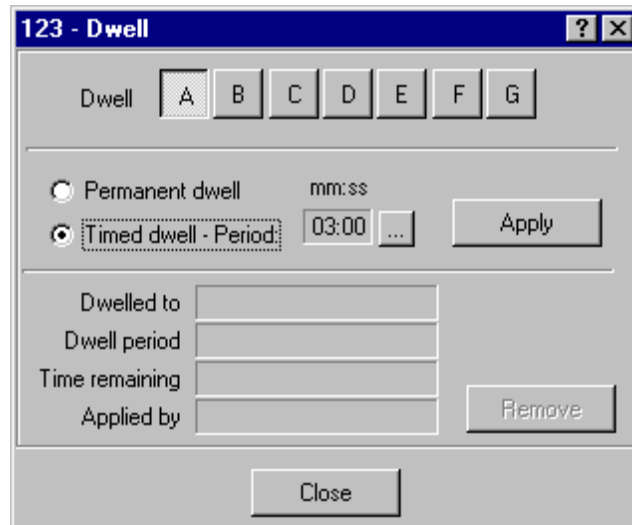 123 - Dwell ?
Dwell A B C D E F G
Permanent dwell mm:ss
Timed dwell - Period: 03:00 ... Apply
Dwelled to
Dwell period
Time remaining
Applied by Remove
Close